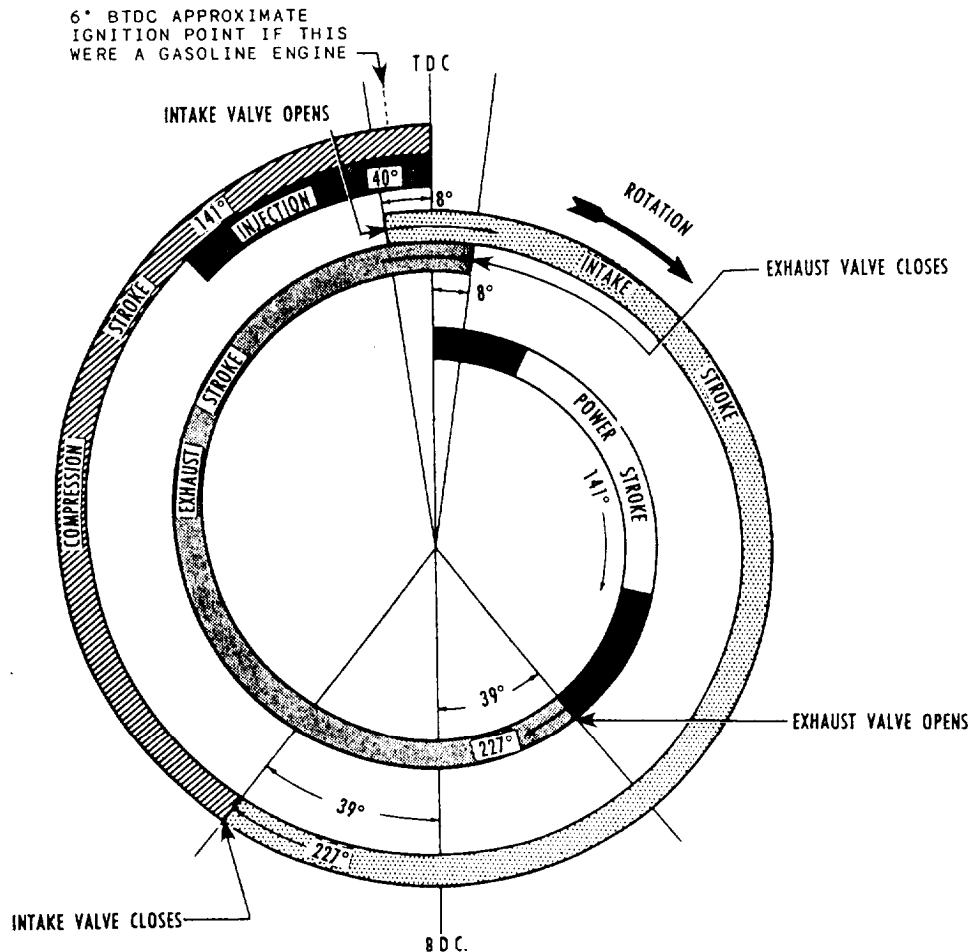 6° BTDC APPROXIMATE
IGNITION POINT IF THIS
WERE A GASOLINE ENGINE
TDC
INTAKE VALVE OPENS
40°
8°
141°
INJECTION
ROTATION
STROKE
INTAKE
EXHAUST VALVE CLOSES
8°
STROKE
STROKE
POWER
STROKE
141°
EXHAUST
COMPRESSION
39°
EXHAUST VALVE OPENS
227°
39°
227°
INTAKE VALVE CLOSES
BDC.